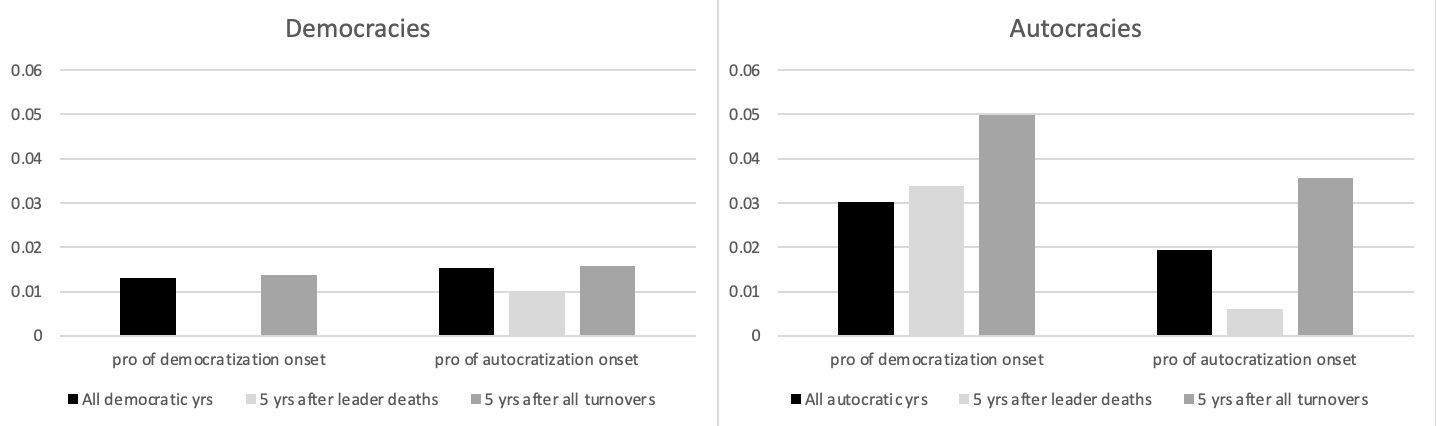 Democracies
0.06
0.05
0.04
0.03
0.02
0.01
0
pro of democratization onset
pro of autocratization onset
All democratic yrs
5 yrs after leader deaths
5 yrs after all turnovers
Autocracies
0.06
0.05
0.04
0.03
0.02
0.01
0
pro of democratization onset
pro of autocratization onset
All autocratic yrs
5 yrs after leader deaths
5 yrs after all turnovers